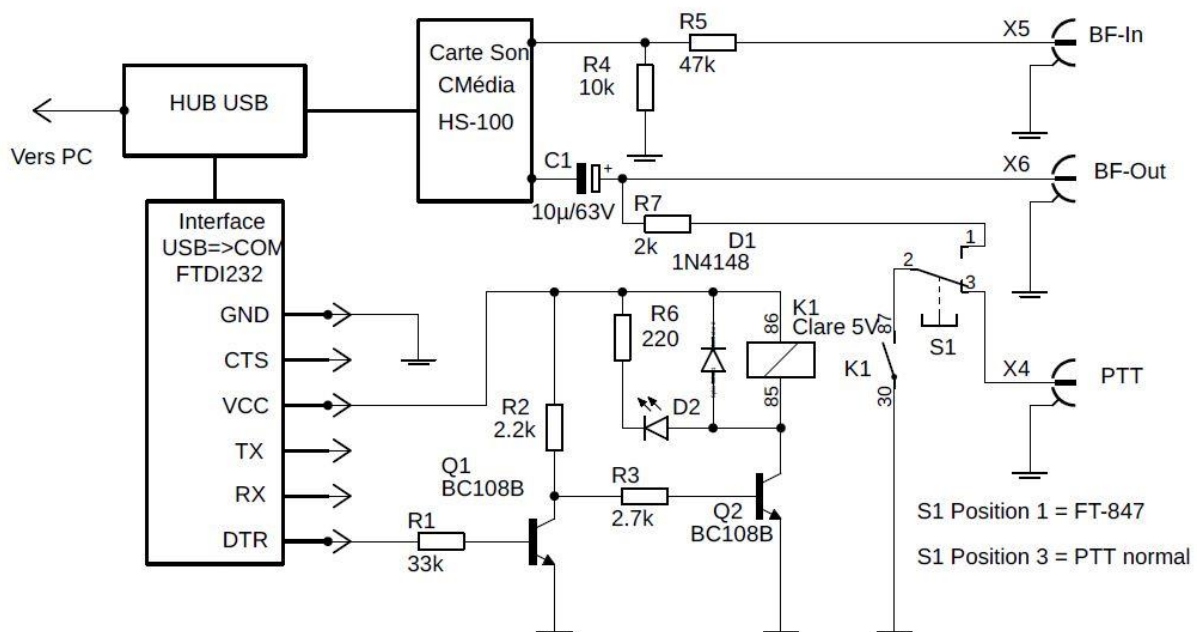 HUB USB
Vers PC
Carte Son
CMédia
HS-100
R5
47k
R4
10k
X5
BF-In
C1
+
10µ/63V
X6
BF-Out
R7
2k
D1
1N4148
1
2
3
S1
Interface
USB=>COM
FTDI232
GND
CTS
VCC
TX
RX
DTR
R6
220
K1
Clare 5V
86
85
87
K1
30
X4
PTT
R2
2.2k
D2
Q1
BC108B
R3
2.7k
Q2
BC108B
R1
33k
S1 Position 1 = FT-847
S1 Position 3 = PTT normal